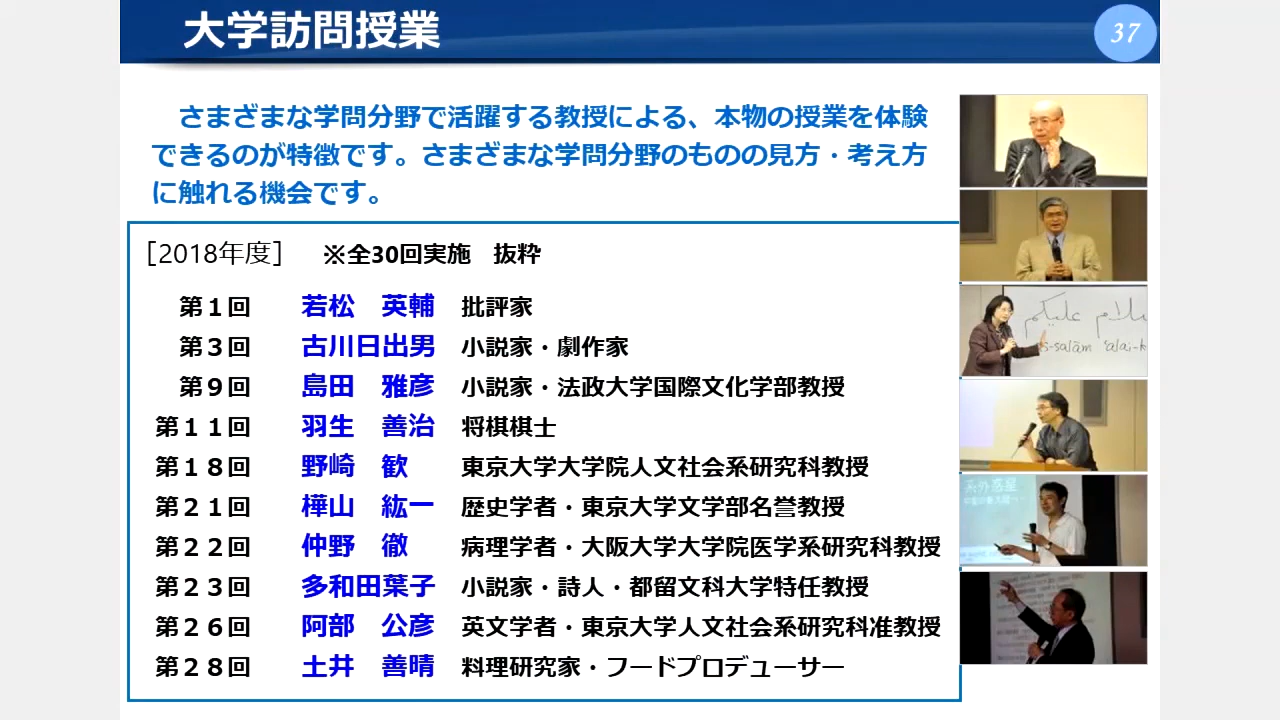 大学訪問授業
37
さまざまな学問分野で活躍する教授による、本物の授業を体験
できるのが特徴です。さまざまな学問分野のものの見方・考え方
に触れる機会です。
［2018年度］　※全30回実施　抜粋
第１回　若松　英輔　批評家
第３回　古川日出男　小説家・劇作家
第９回　島田　雅彦　小説家・法政大学国際文化学部教授
第１１回　羽生　善治　将棋棋士
第１８回　野崎　歓　東京大学大学院人文社会系研究科教授
第２１回　樺山　紘一　歴史学者・東京大学文学部名誉教授
第２２回　仲野　徹　病理学者・大阪大学大学院医学系研究科教授
第２３回　多和田葉子　小説家・詩人・都留文科大学特任教授
第２６回　阿部　公彦　英文学者・東京大学人文社会系研究科准教授
第２８回　土井　善晴　料理研究家・フードプロデューサー
عليكم
s-salām ʿalai-k
系外惑星